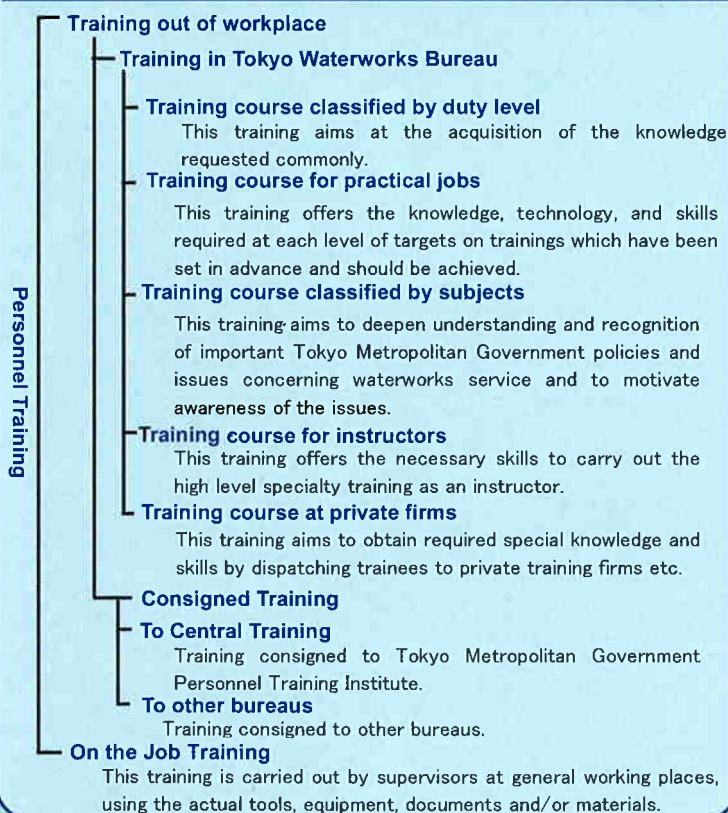 Training out of workplace
Training in Tokyo Waterworks Bureau
Training course classified by duty level
This training aims at the acquisition of the knowledge
requested commonly.
Training course for practical jobs
This training offers the knowledge, technology, and skills
required at each level of targets on trainings which have been
set in advance and should be achieved.
Training course classified by subjects
This training aims to deepen understanding and recognition
of important Tokyo Metropolitan Government policies and
issues concerning waterworks service and to motivate
awareness of the issues.
Training course for instructors
This training offers the necessary skills to carry out the
high level specialty training as an instructor.
Training course at private firms
This training aims to obtain required special knowledge and
skills by dispatching trainees to private training firms etc.
Consigned Training
To Central Training
Training consigned to Tokyo Metropolitan Government
Personnel Training Institute.
To other bureaus
Training consigned to other bureaus.
On the Job Training
This training is carried out by supervisors at general working places,
using the actual tools, equipment, documents and/or materials.
Personnel Training